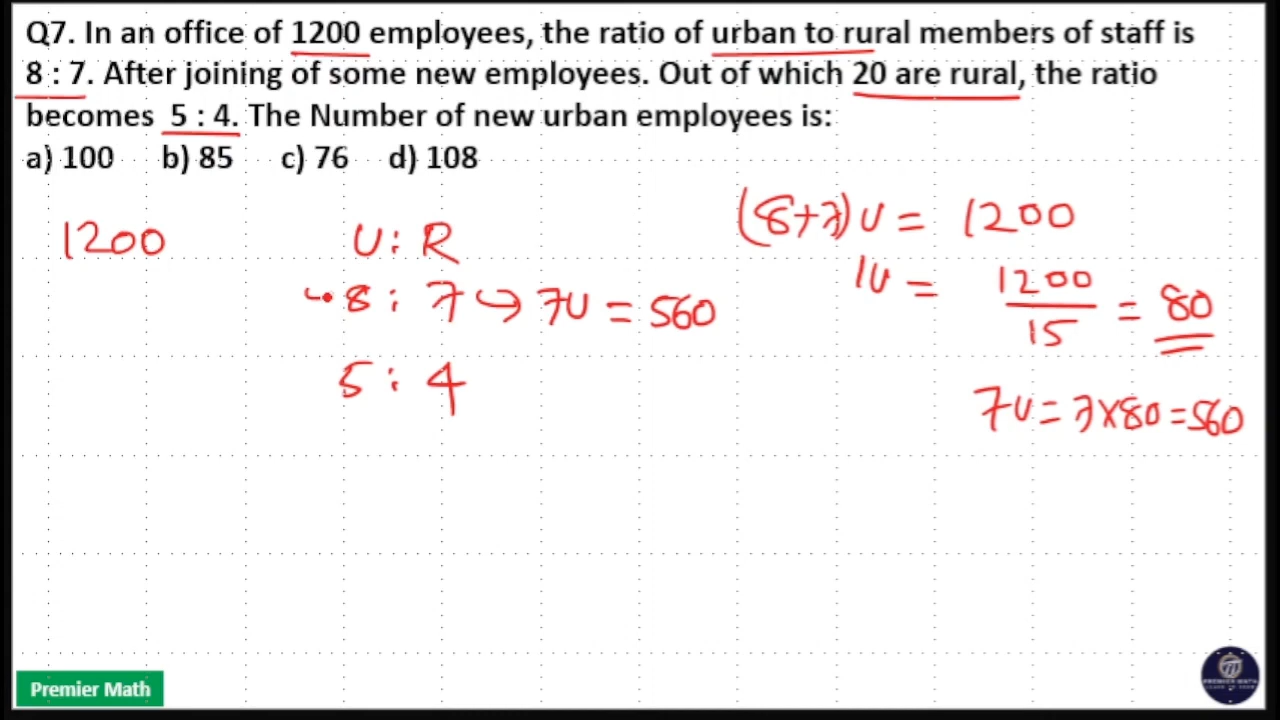 Q7. In an office of 1200 employees, the ratio of urban to rural members of staff is
8 : 7. After joining of some new employees. Out of which 20 are rural, the ratio
becomes 5 : 4. The Number of new urban employees is:
a) 100 b) 85 c) 76 d) 108
1200
U : R
8 : 7 → 7U = 560
5 : 4
(8+7)U = 1200
1U = 1200/15 = 80
7U = 7×80 = 560
Premier Math
PREMIER MATH